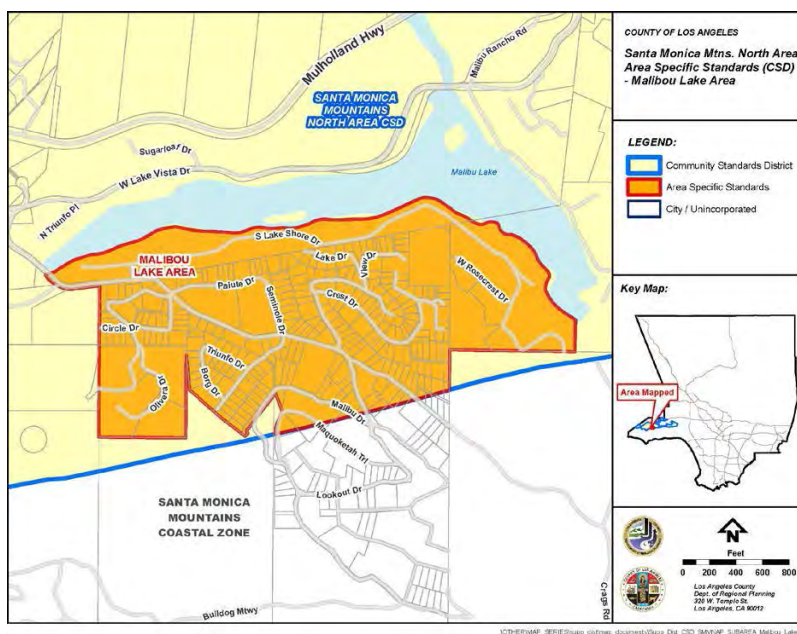 COUNTY OF LOS ANGELES
Santa Monica Mtns. North Area
Area Specific Standards (CSD)
- Malibou Lake Area
LEGEND:
Community Standards District
Area Specific Standards
City / Unincorporated
Key Map:
Area Mapped
N
Feet
0 200 400 600 800
Los Angeles County
Dept. of Regional Planning
320 W. Temple St.
Los Angeles, CA 90012
Mulholland Hwy
Malibu Rancho Rd
SANTA MONICA
MOUNTAINS
NORTH AREA CSD
Sugarloaf Dr
W Lake Vista Dr
Malibu Lake
N Triunfo Pl
S Lake Shore Dr
MALIBOU
LAKE AREA
Lake Dr
View Dr
W Rosecrest Dr
Paiute Dr
Seminole Dr
Crest Dr
Circle Dr
Triunfo Dr
Borg Dr
Olivera Dr
Malibu Dr
Maquoketah Trl
Lookout Dr
SANTA MONICA
MOUNTAINS
COASTAL ZONE
Bulldog Mtwy
Crags Rd